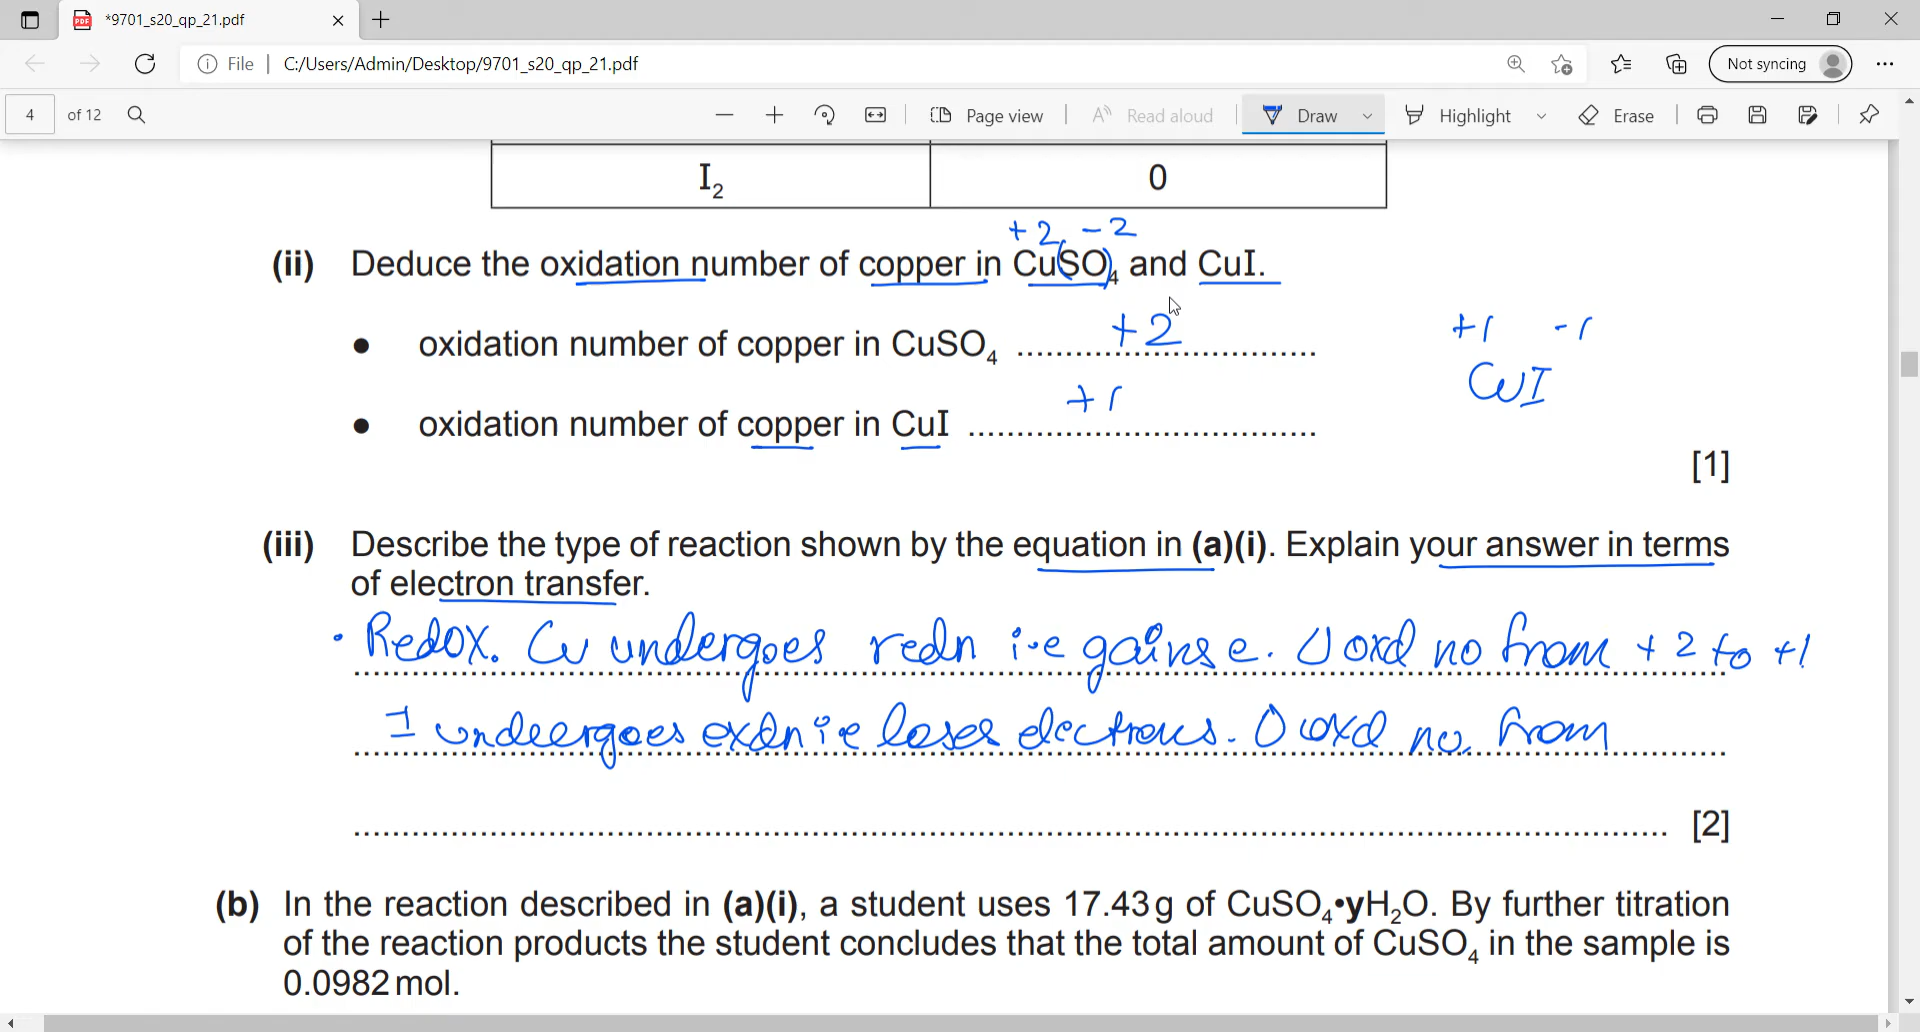 *9701_s20_qp_21.pdf
File | C:/Users/Admin/Desktop/9701_s20_qp_21.pdf
Not syncing
4 of 12
Page view
Read aloud
Draw
Highlight
Erase
I₂ 0
+2 -2
(ii) Deduce the oxidation number of copper in Cu(SO)₄ and CuI.
• oxidation number of copper in CuSO₄ +2
+1 -1
CuI
• oxidation number of copper in CuI +1
[1]
(iii) Describe the type of reaction shown by the equation in (a)(i). Explain your answer in terms
of electron transfer.
• Redox. Cu undergoes redn i.e gains e. oxd no from +2 to +1
I undeergoes oxdn ie loses electrons. oxd no. from
[2]
(b) In the reaction described in (a)(i), a student uses 17.43 g of CuSO₄•yH₂O. By further titration
of the reaction products the student concludes that the total amount of CuSO₄ in the sample is
0.0982 mol.